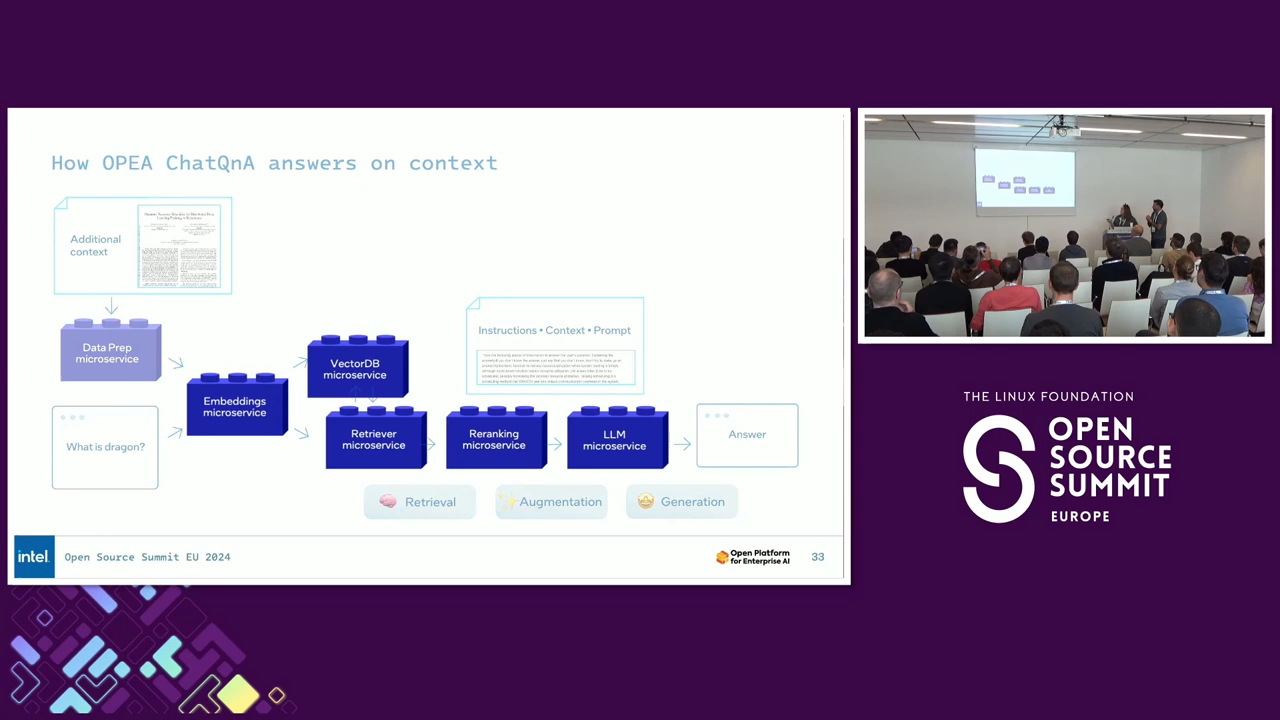 How OPEA ChatQnA answers on context
Additional
context
Data Prep
microservice
What is dragon?
Embeddings
microservice
VectorDB
microservice
Retriever
microservice
Instructions • Context • Prompt
Reranking
microservice
LLM
microservice
Answer
Retrieval
Augmentation
Generation
intel.
Open Source Summit EU 2024
Open Platform
for Enterprise AI
33
THE LINUX FOUNDATION
OPEN
SOURCE
SUMMIT
EUROPE